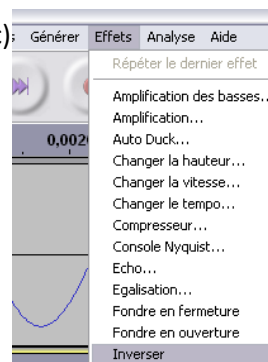 c) s Générer Effets Analyse Aide
Répéter le dernier effet
0,002
Amplification des basses..
Amplification...
Auto Duck...
Changer la hauteur...
Changer la vitesse...
Changer le tempo...
Compresseur...
Console Nyquist...
Echo...
Egalisation...
Fondre en fermeture
Fondre en ouverture
Inverser